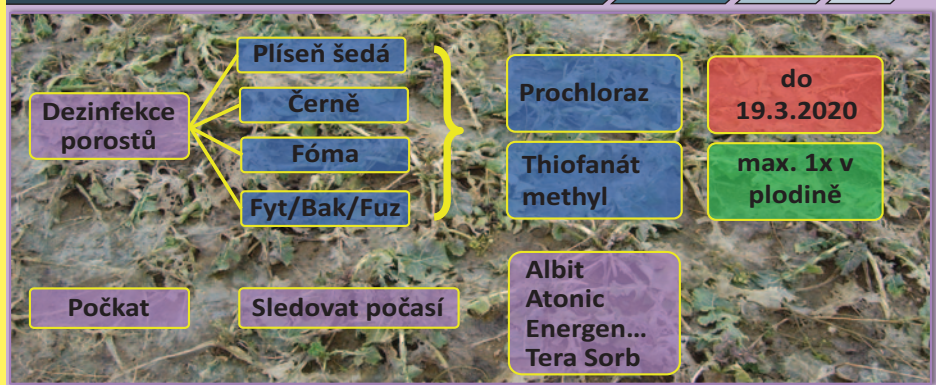 Dezinfekce
porostů
Plíseň šedá
Černě
Fóma
Fyt/Bak/Fuz
Prochloraz
do
19.3.2020
Thiofanát
methyl
max. 1x v
plodině
Počkat
Sledovat počasí
Albit
Atonic
Energen...
Tera Sorb